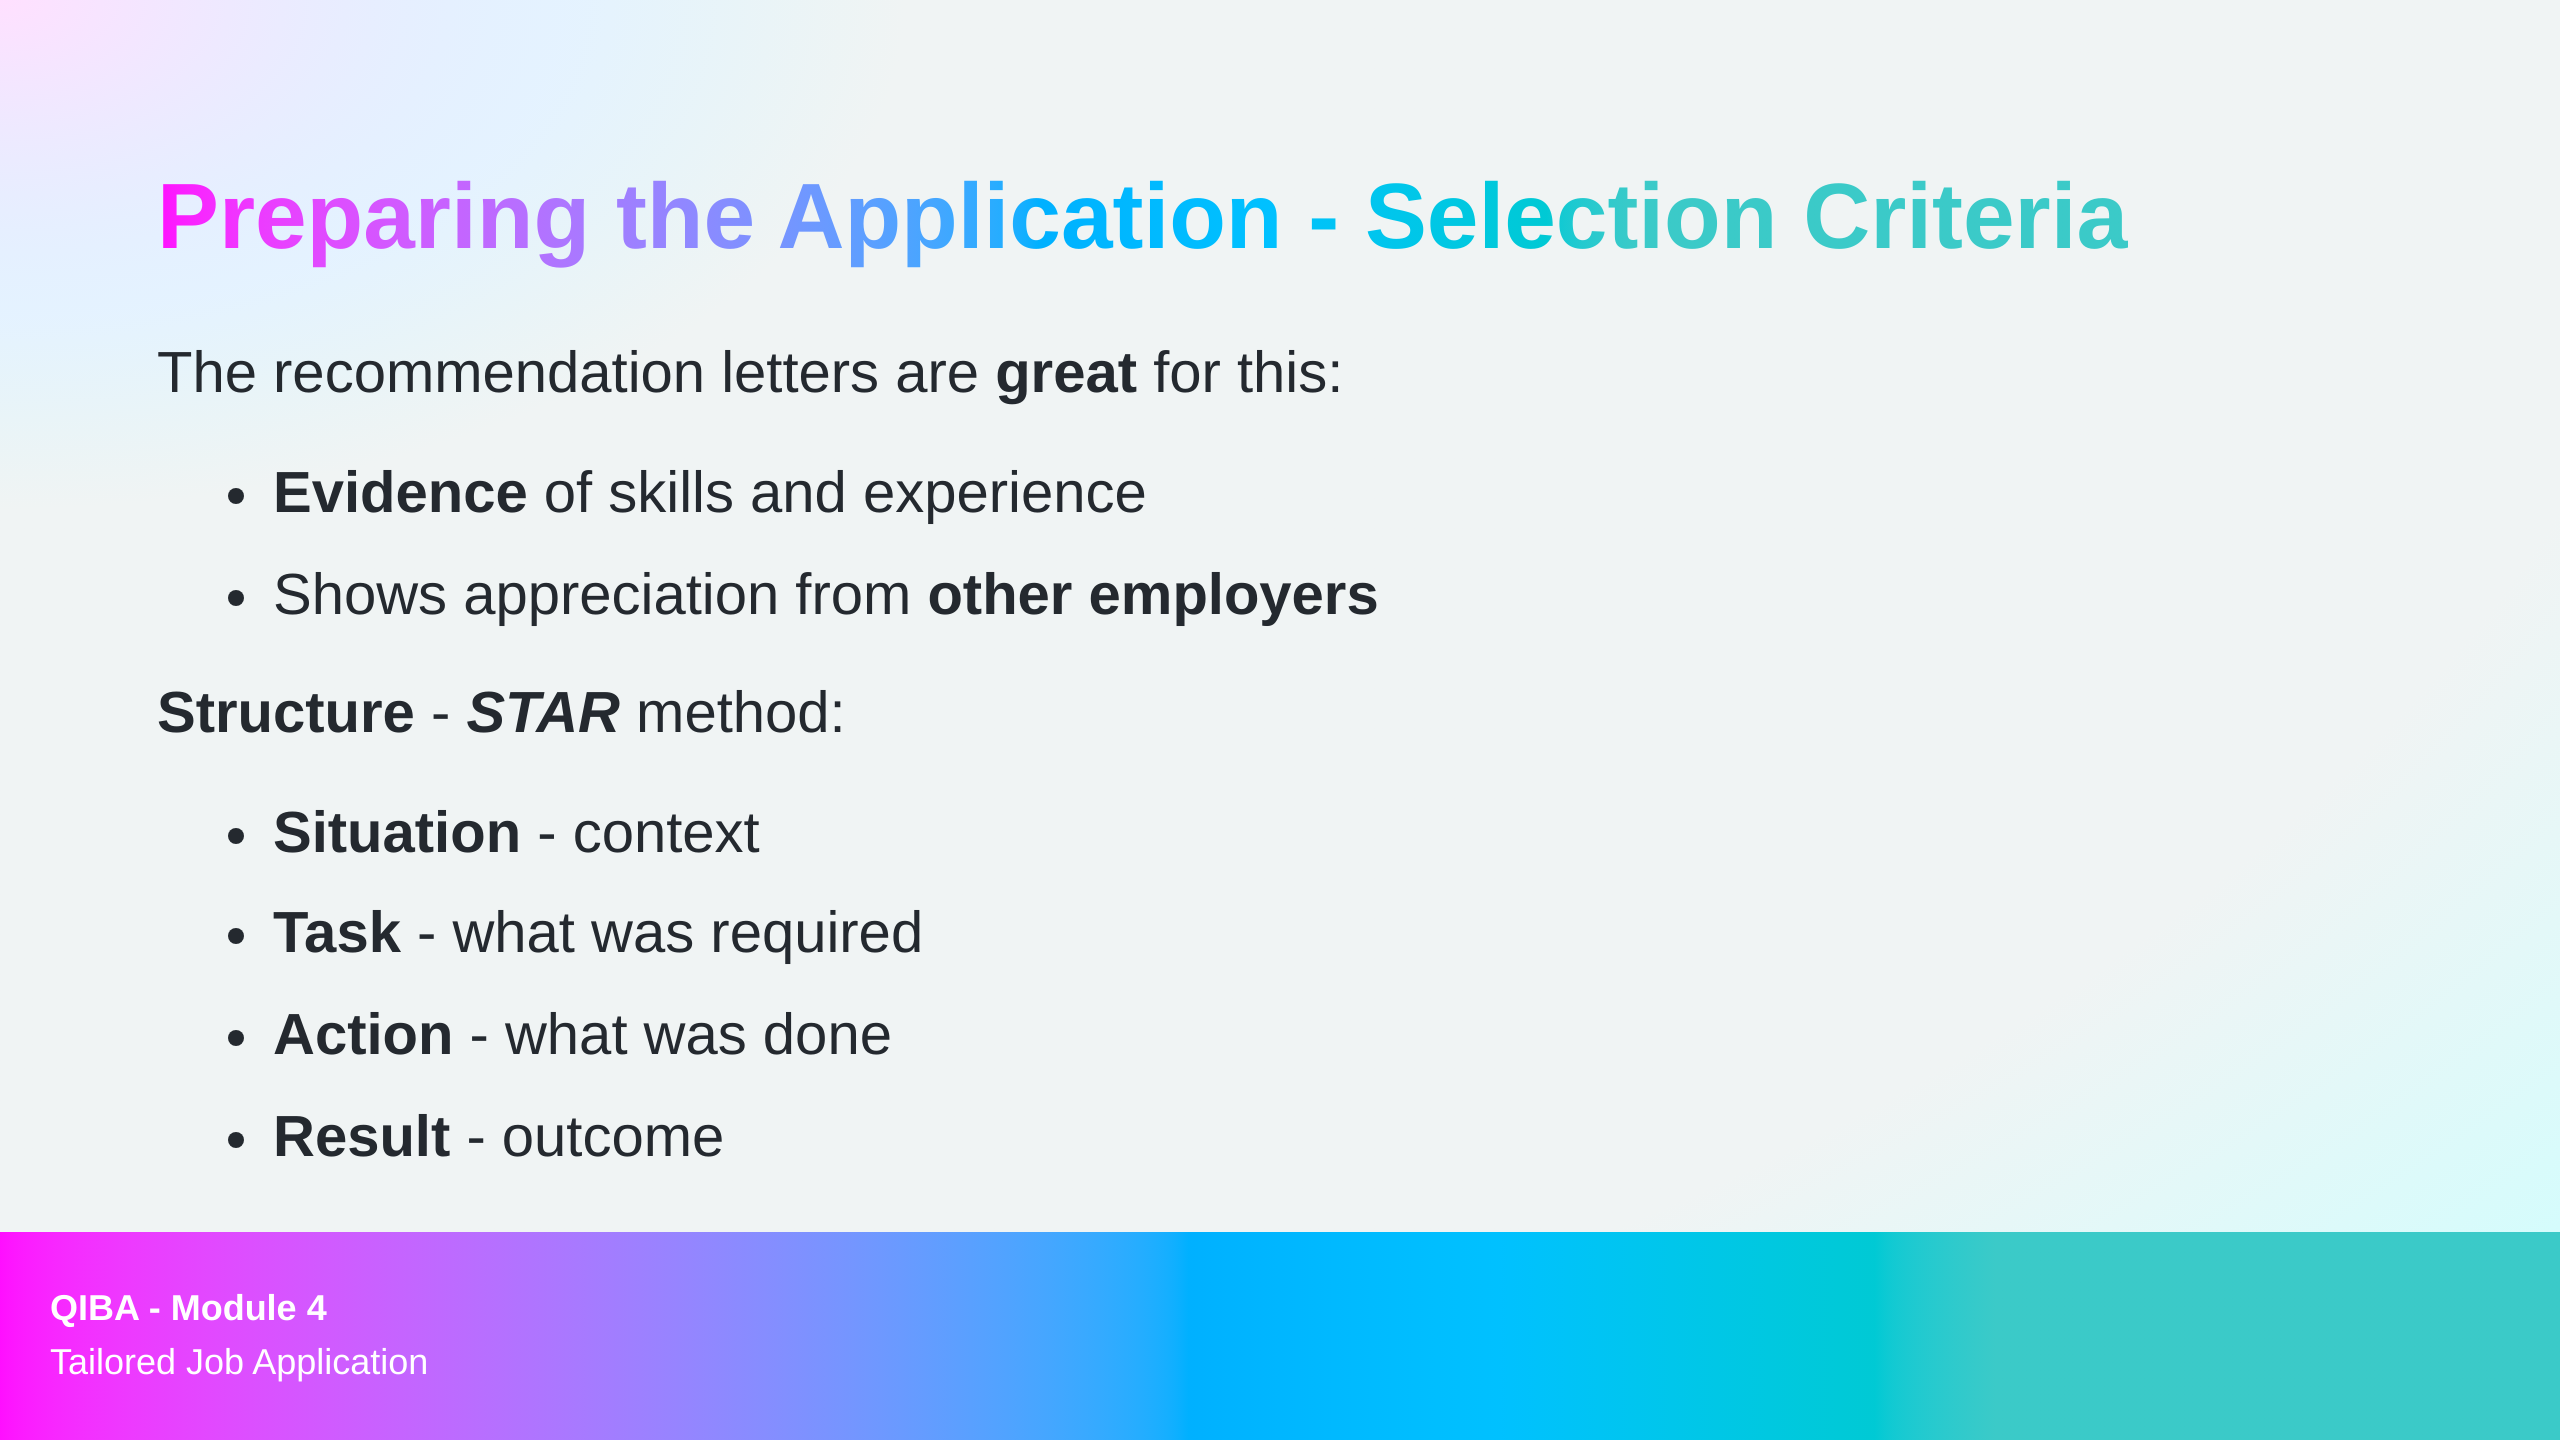 Preparing the Application - Selection Criteria
The recommendation letters are great for this:
• Evidence of skills and experience
• Shows appreciation from other employers
Structure - STAR method:
• Situation - context
• Task - what was required
• Action - what was done
• Result - outcome
QIBA - Module 4
Tailored Job Application